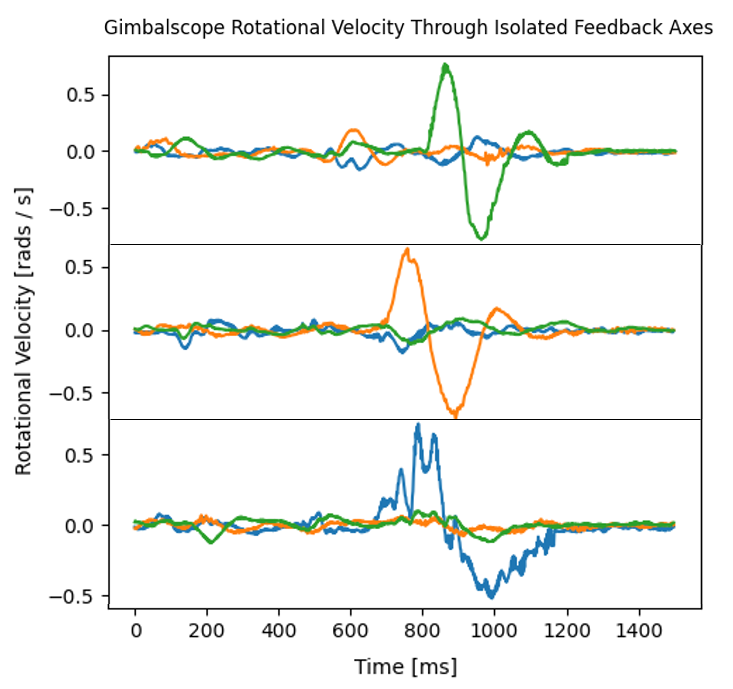 Gimbalscope Rotational Velocity Through Isolated Feedback Axes
Rotational Velocity [rads / s]
0.5
0.0
−0.5
0.5
0.0
−0.5
0.5
0.0
−0.5
0 200 400 600 800 1000 1200 1400
Time [ms]